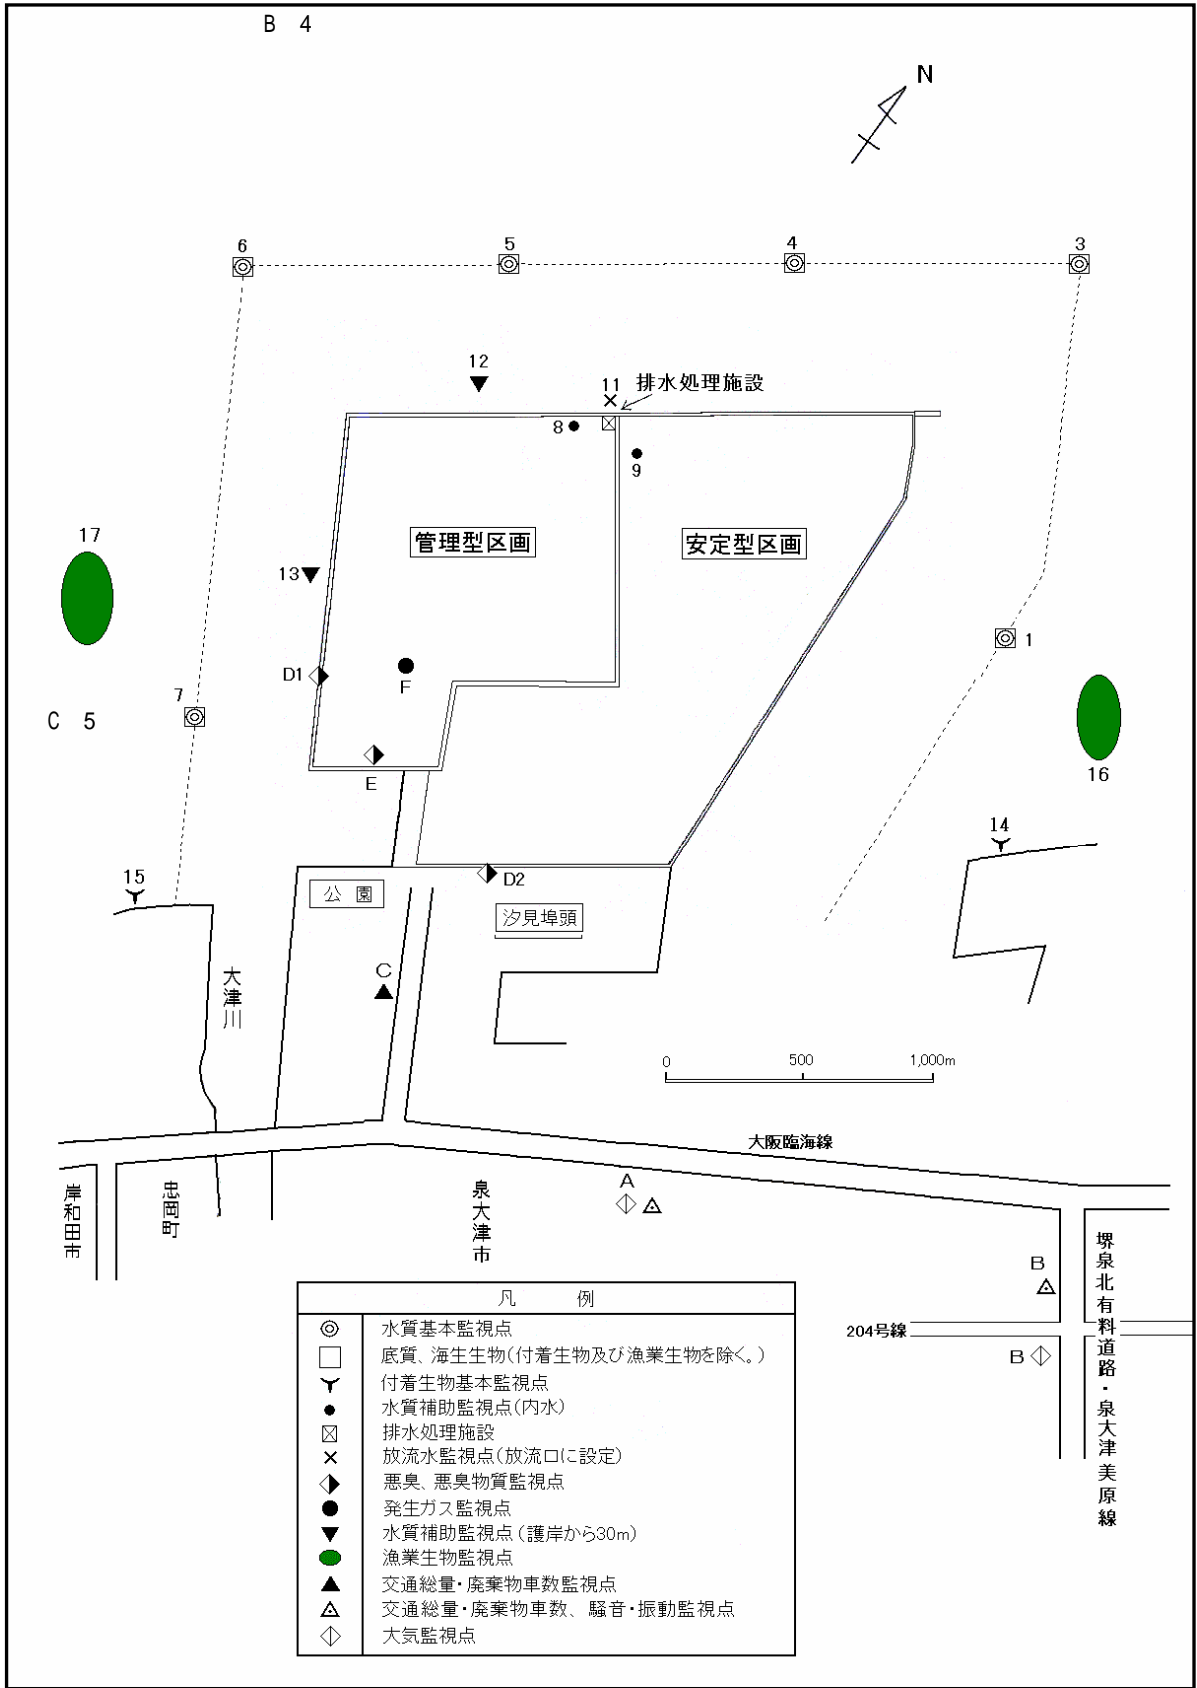 B 4
N
6
5
4
3
12
11
排水処理施設
8
9
17
管理型区画
安定型区画
13
1
D1
F
7
C 5
E
16
14
15
D2
公 園
汐見埠頭
C
大津川
0 500 1,000m
大阪臨海線
岸和田市
忠岡町
泉大津市
A
B
204号線
B
堺泉北有料道路・泉大津美原線
凡 例
水質基本監視点
底質、海生生物(付着生物及び漁業生物を除く。)
付着生物基本監視点
水質補助監視点(内水)
排水処理施設
放流水監視点(放流口に設定)
悪臭、悪臭物質監視点
発生ガス監視点
水質補助監視点(護岸から30m)
漁業生物監視点
交通総量・廃棄物車数監視点
交通総量・廃棄物車数、騒音・振動監視点
大気監視点